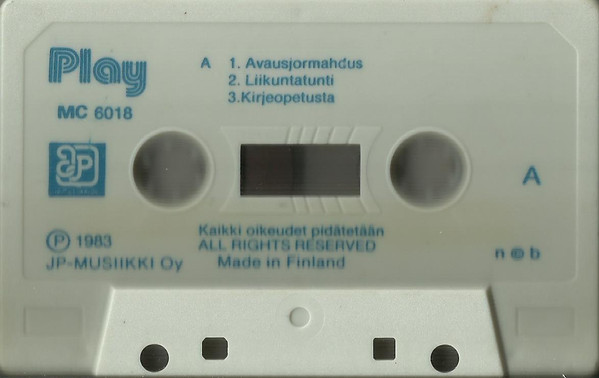 Play
MC 6018
JP
A 1. Avausjormahdus
2. Liikuntatunti
3.Kirjeopetusta
A
Ⓟ 1983
JP-MUSIIKKI Oy
Kaikki oikeudet pidätetään
ALL RIGHTS RESERVED
Made in Finland
n©b